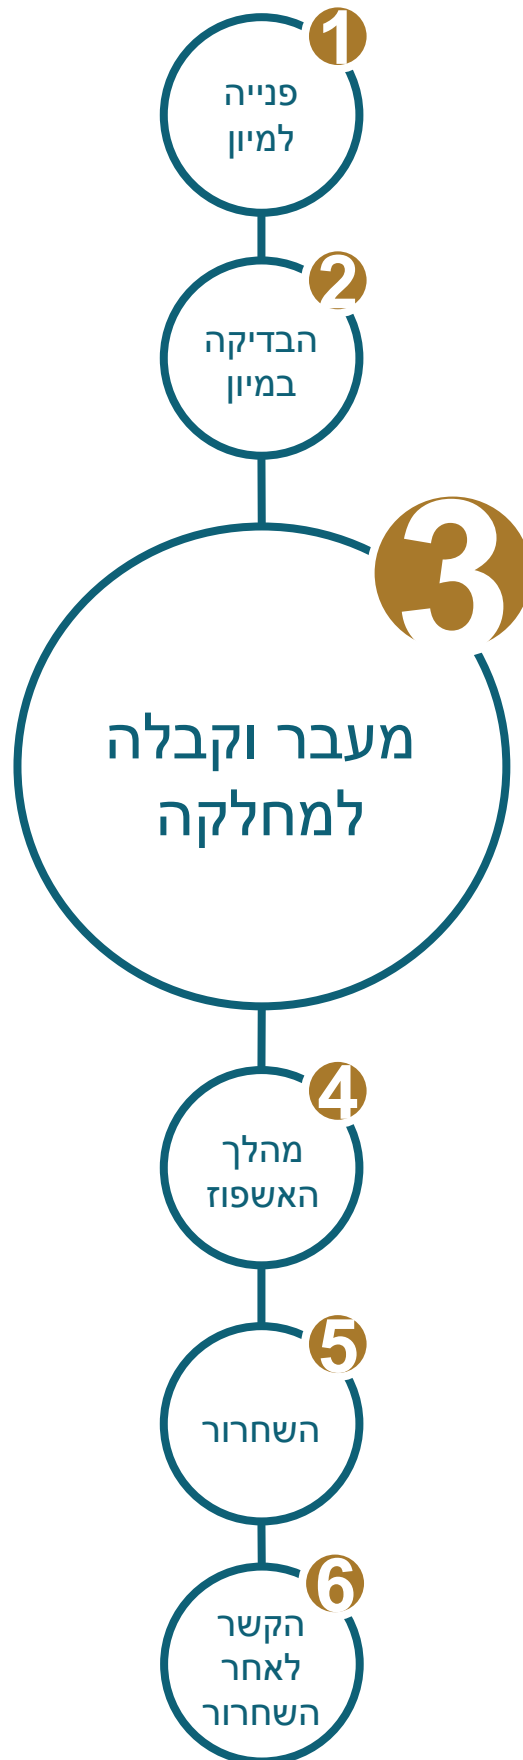 1
פנייה
למיון
2
הבדיקה
במיון
3
מעבר וקבלה
למחלקה
4
מהלך
האשפוז
5
השחרור
6
הקשר
לאחר
השחרור